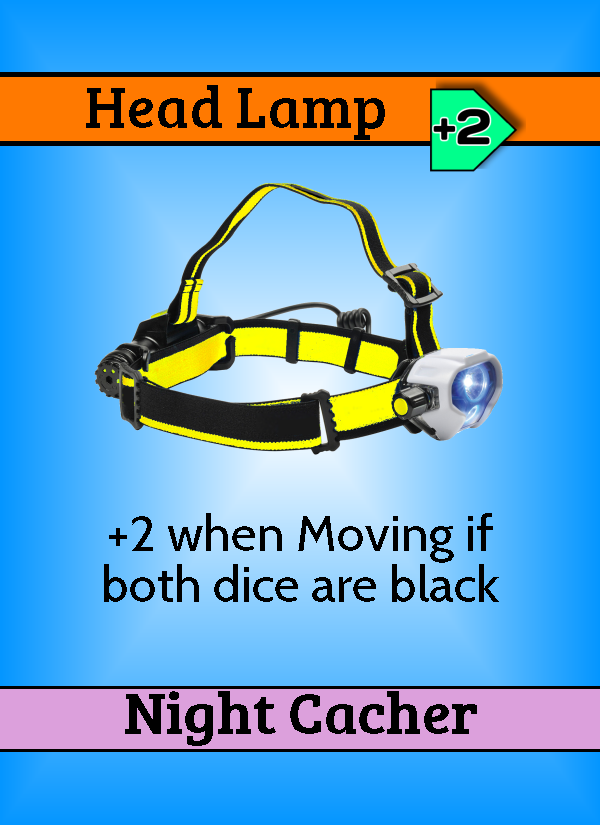 Head Lamp
+2
+2 when Moving if
both dice are black
Night Cacher